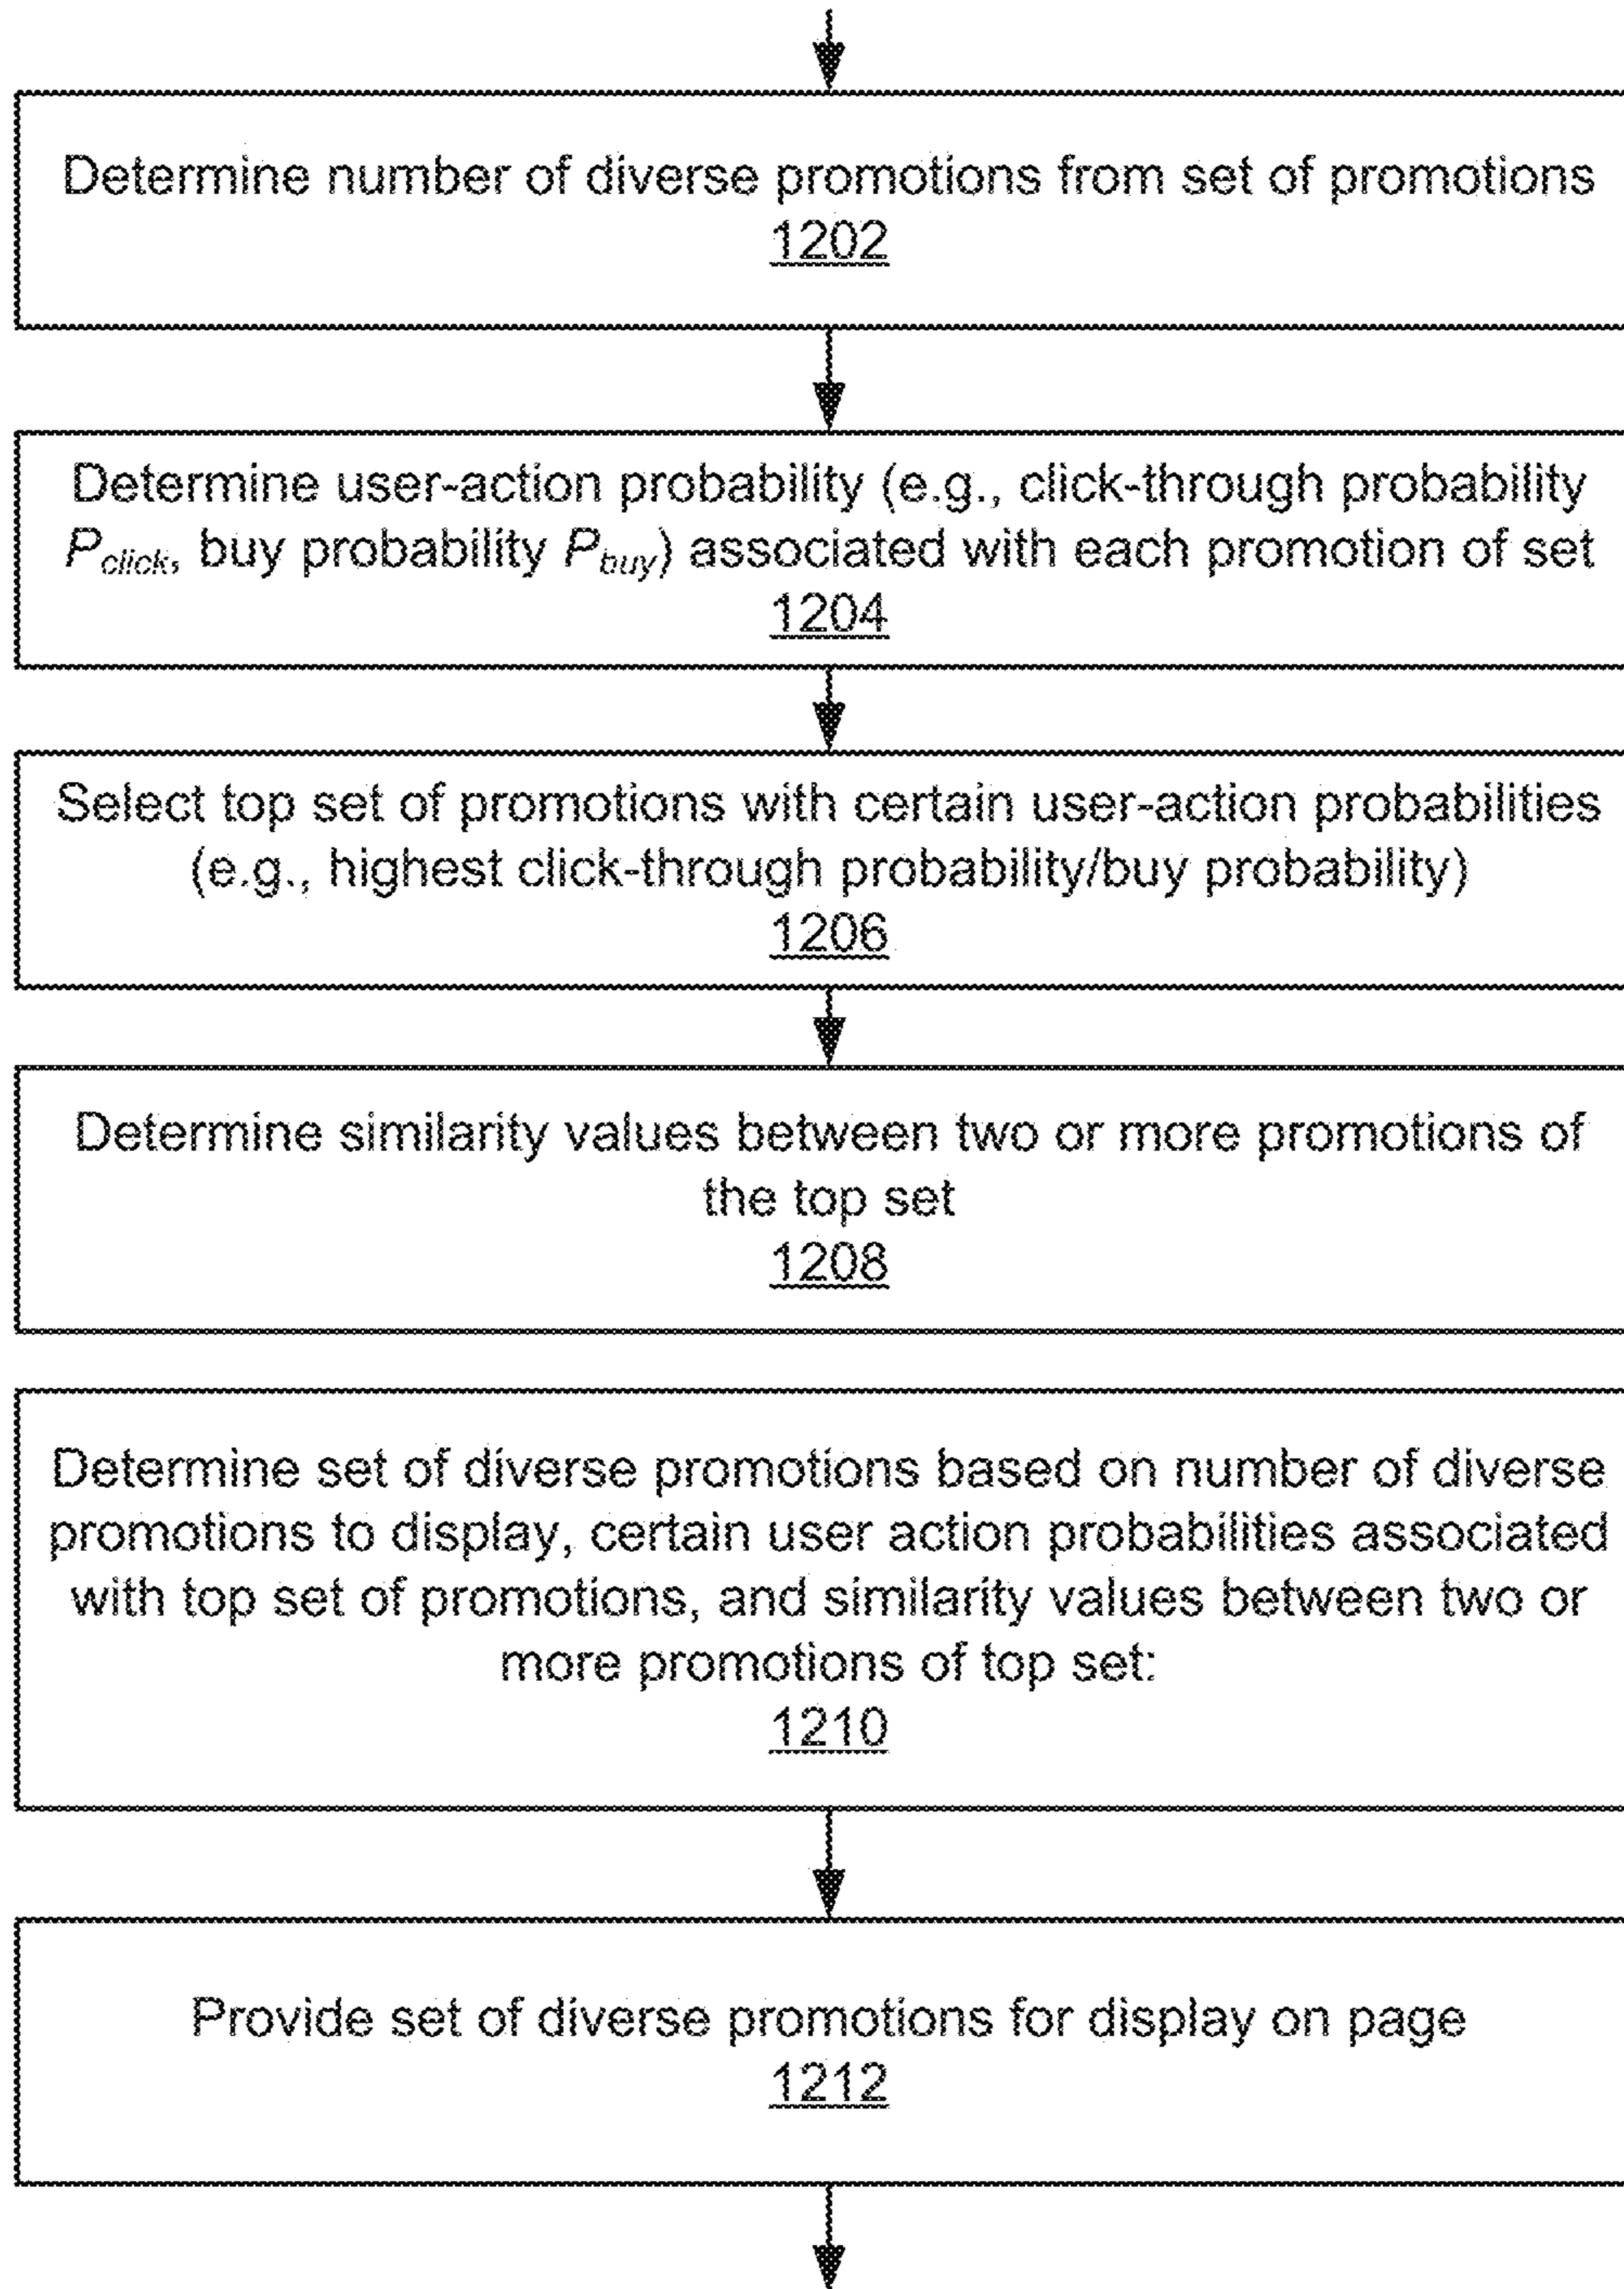 Determine number of diverse promotions from set of promotions
1202
Determine user-action probability (e.g., click-through probability
Pclick, buy probability Pbuy) associated with each promotion of set
1204
Select top set of promotions with certain user-action probabilities
(e.g., highest click-through probability/buy probability)
1206
Determine similarity values between two or more promotions of
the top set
1208
Determine set of diverse promotions based on number of diverse
promotions to display, certain user action probabilities associated
with top set of promotions, and similarity values between two or
more promotions of top set:
1210
Provide set of diverse promotions for display on page
1212